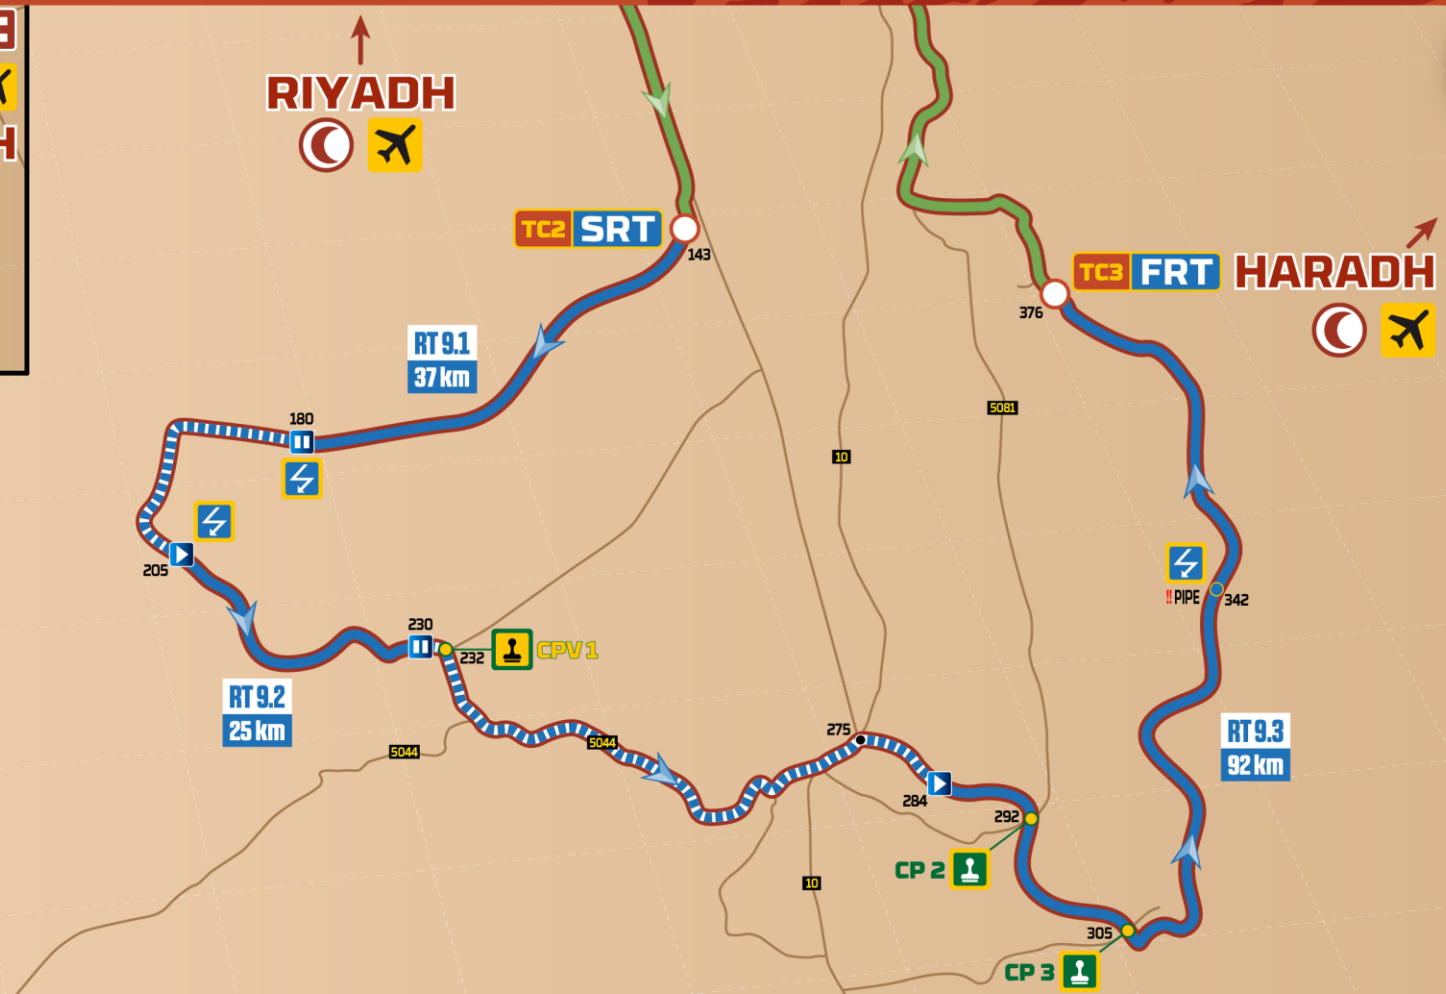 RIYADH
TC2 SRT
143
TC3 FRT
HARADH
376
RT 9.1
37 km
180
5081
10
205
!! PIPE
342
230
232
CPV 1
RT 9.2
25 km
275
RT 9.3
92 km
5044
5044
284
292
CP 2
10
305
CP 3